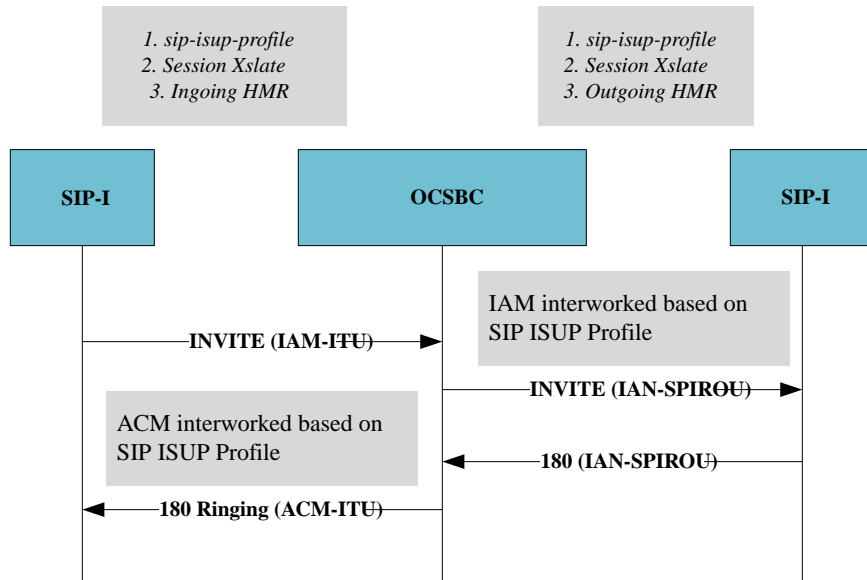 1. sip-isup-profile
2. Session Xslate
3. Ingoing HMR
1. sip-isup-profile
2. Session Xslate
3. Outgoing HMR
SIP-I
OCSBC
SIP-I
IAM interworked based on
SIP ISUP Profile
INVITE (IAM-ITU)
INVITE (IAN-SPIROU)
ACM interworked based on
SIP ISUP Profile
180 (IAN-SPIROU)
180 Ringing (ACM-ITU)